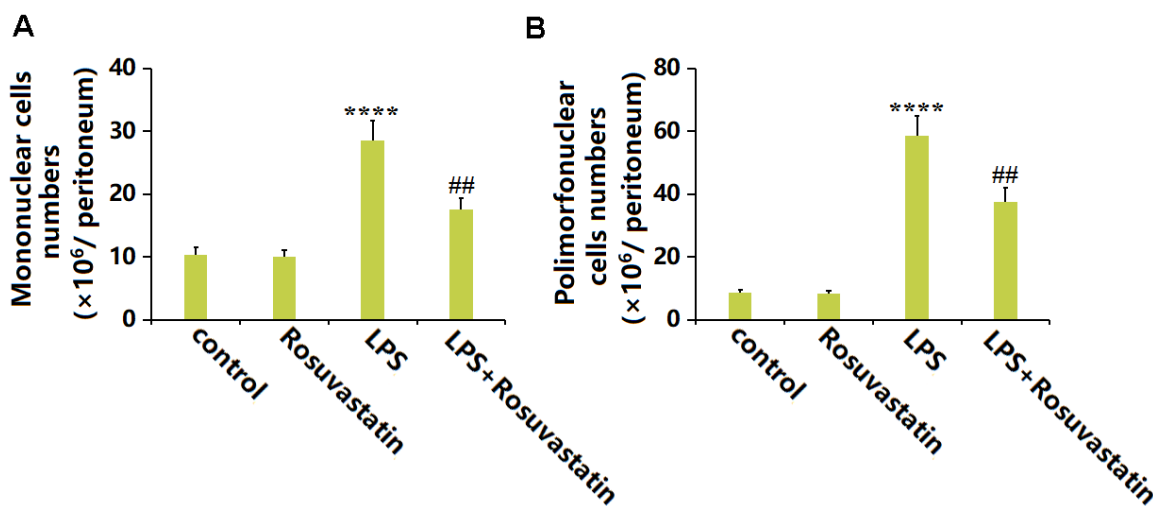 A
Mononuclear cells
numbers
(×10⁶/ peritoneum)
40
30
20
10
0
****
##
control
Rosuvastatin
LPS
LPS+Rosuvastatin
B
Polimorfonuclear
cells numbers
(×10⁶/ peritoneum)
80
60
40
20
0
****
##
control
Rosuvastatin
LPS
LPS+Rosuvastatin